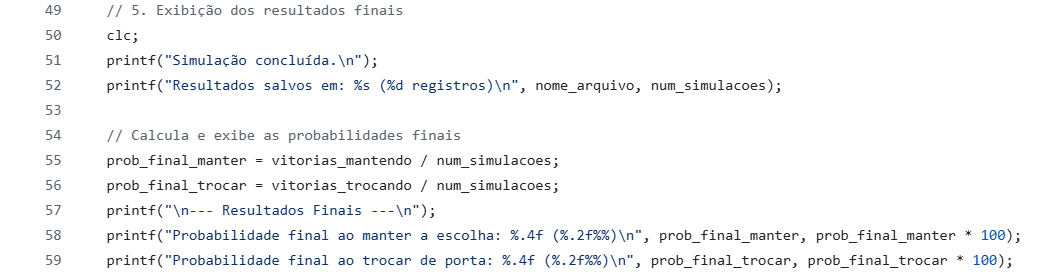 49 // 5. Exibição dos resultados finais
50 clc;
51 printf("Simulação concluída.\n");
52 printf("Resultados salvos em: %s (%d registros)\n", nome_arquivo, num_simulacoes);
53
54 // Calcula e exibe as probabilidades finais
55 prob_final_manter = vitorias_mantendo / num_simulacoes;
56 prob_final_trocar = vitorias_trocando / num_simulacoes;
57 printf("\n--- Resultados Finais ---\n");
58 printf("Probabilidade final ao manter a escolha: %.4f (%.2f%%)\n", prob_final_manter, prob_final_manter * 100);
59 printf("Probabilidade final ao trocar de porta: %.4f (%.2f%%)\n", prob_final_trocar, prob_final_trocar * 100);